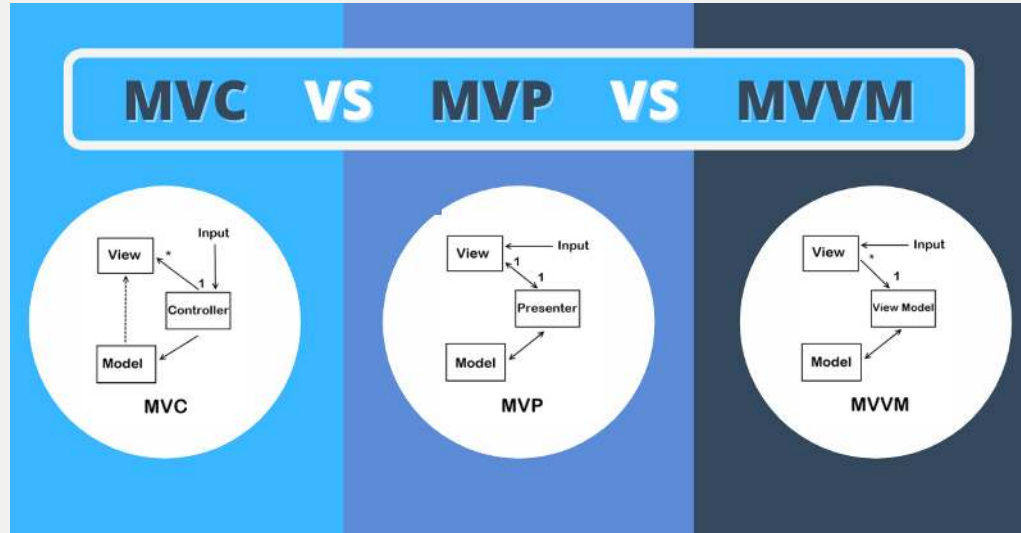 MVC VS MVP VS MVVM
Input
View
*
1
Controller
Model
MVC
View
Input
1
1
Presenter
Model
MVP
View
Input
*
1
View Model
Model
MVVM